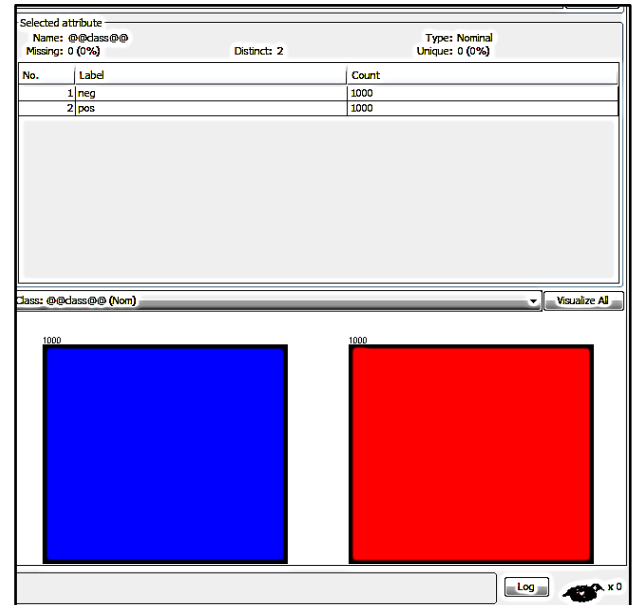 Selected attribute
Name: @@class@@ Type: Nominal
Missing: 0 (0%) Distinct: 2 Unique: 0 (0%)
No. Label Count
1 neg 1000
2 pos 1000
Class: @@class@@ (Nom) Visualize All
1000 1000
Log x 0